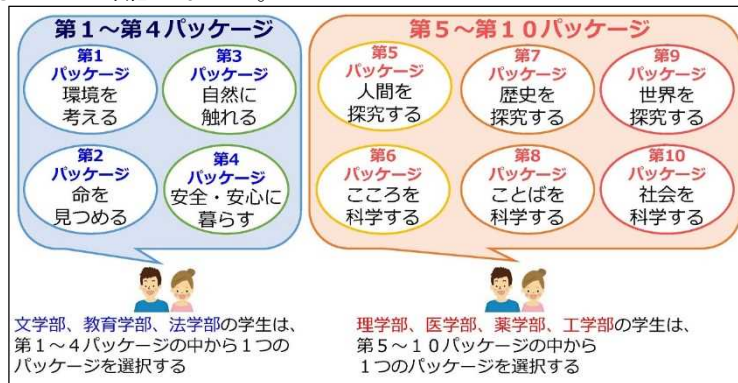 第１～第４パッケージ
第1
パッケージ
環境を
考える
第3
パッケージ
自然に
触れる
第2
パッケージ
命を
見つめる
第4
パッケージ
安全・安心に
暮らす
文学部、教育学部、法学部の学生は、
第１～４パッケージの中から１つの
パッケージを選択する
第５～第１０パッケージ
第5
パッケージ
人間を
探究する
第7
パッケージ
歴史を
探究する
第9
パッケージ
世界を
探究する
第6
パッケージ
こころを
科学する
第8
パッケージ
ことばを
科学する
第10
パッケージ
社会を
科学する
理学部、医学部、薬学部、工学部の学生は、
第５～１０パッケージの中から
１つのパッケージを選択する